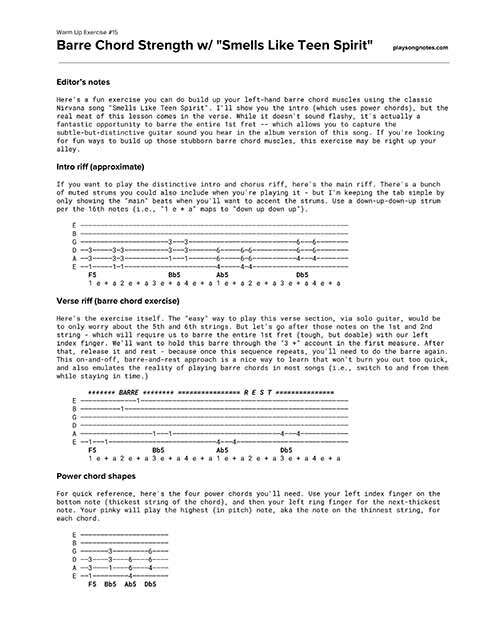 Warm Up Exercise #15
Barre Chord Strength w/ "Smells Like Teen Spirit"
playsongnotes.com
Editor's notes
Here's a fun exercise you can do build up your left-hand barre chord muscles using the classic
Nirvana song "Smells Like Teen Spirit". I'll show you the intro (which uses power chords), but the
real meat of this lesson comes in the verse. While it doesn't sound flashy, it's actually a
fantastic opportunity to barre the entire 1st fret -- which allows you to capture the
subtle-but-distinctive guitar sound you hear in the album version of this song. If you're looking
for fun ways to build up those stubborn barre chord muscles, this exercise may be right up your
alley.
Intro riff (approximate)
If you want to play the distinctive intro and chorus riff, here's the main riff. There's a bunch
of muted strums you could also include when you're playing it - but I'm keeping the tab simple by
only showing the "main" beats when you'll want to accent the strums. Use a down-up-down-up strum
per the 16th notes (i.e., "1 e + a" maps to "down up down up").
E -------------------------------------------------------------------
B -------------------------------------------------------------------
G ----------------------3---3---------------------------6---6--------
D --3-----3-3-----------3---3-------6-----6-6-----------6---6--------
A --3-----3-3-----------1---1-------6-----6-6-----------4---4--------
E --1-----1-1-----------------------4-----4-4------------------------
F5 Bb5 Ab5 Db5
1 e + a 2 e + a 3 e + a 4 e + a 1 e + a 2 e + a 3 e + a 4 e + a
Verse riff (barre chord exercise)
Here's the exercise itself. The "easy" way to play this verse section, via solo guitar, would be
to only worry about the 5th and 6th strings. But let's go after those notes on the 1st and 2nd
string - which will require us to barre the entire 1st fret (tough, but doable) with our left
index finger. We'll want to hold this barre through the "3 +" account in the first measure. After
that, release it and rest - because once this sequence repeats, you'll need to do the barre again.
This on-and-off, barre-and-rest approach is a nice way to learn that won't burn you out too quick,
and also emulates the reality of playing barre chords in most songs (i.e., switch to and from them
while staying in time.)
####### BARRE ######## ================ R E S T ===============
E --------------1----------------------------------------------------
B ----------1--------------------------------------------------------
G -------------------------------------------------------------------
D -------------------------------------------------------------------
A ------------------1---1---------------------------4---4------------
E --1---1---------------------------4---4----------------------------
F5 Bb5 Ab5 Db5
1 e + a 2 e + a 3 e + a 4 e + a 1 e + a 2 e + a 3 e + a 4 e + a
Power chord shapes
For quick reference, here's the four power chords you'll need. Use your left index finger on the
bottom note (thickest string of the chord), and then your left ring finger for the next-thickest
note. Your pinky will play the highest (in pitch) note, aka the note on the thinnest string, for
each chord.
E ----------------------
B ----------------------
G -------3---------6----
D --3----3----6----6----
A --3----1----6----4----
E --1---------4---------
F5 Bb5 Ab5 Db5